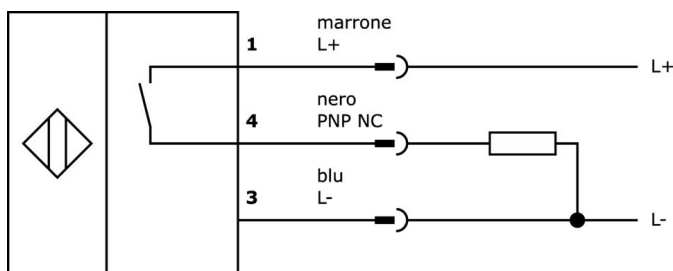 marrone
1 L+
L+
nero
4 PNP NC
blu
3 L-
L-